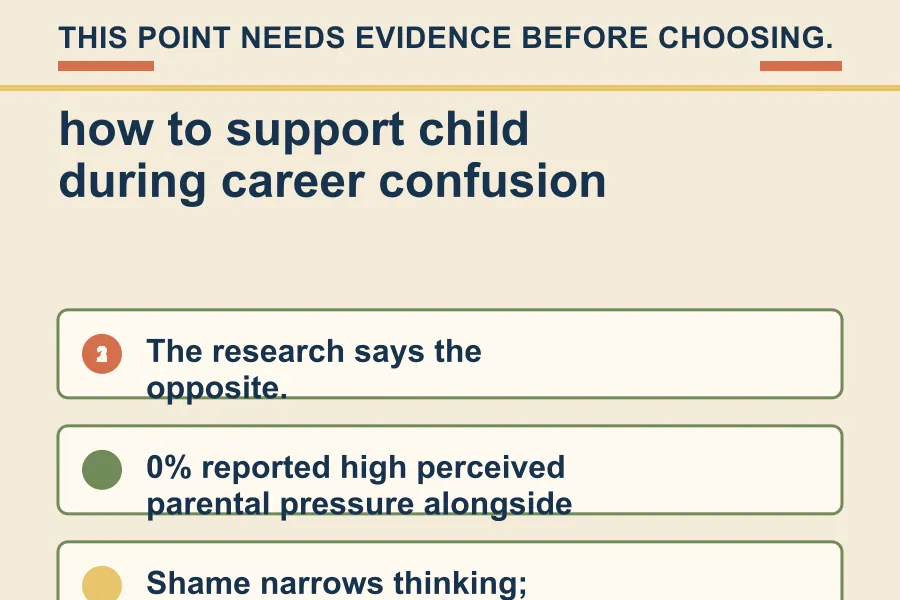 THIS POINT NEEDS EVIDENCE BEFORE CHOOSING.
how to support child
during career confusion
The research says the
opposite.
0% reported high perceived
parental pressure alongside
Shame narrows thinking;